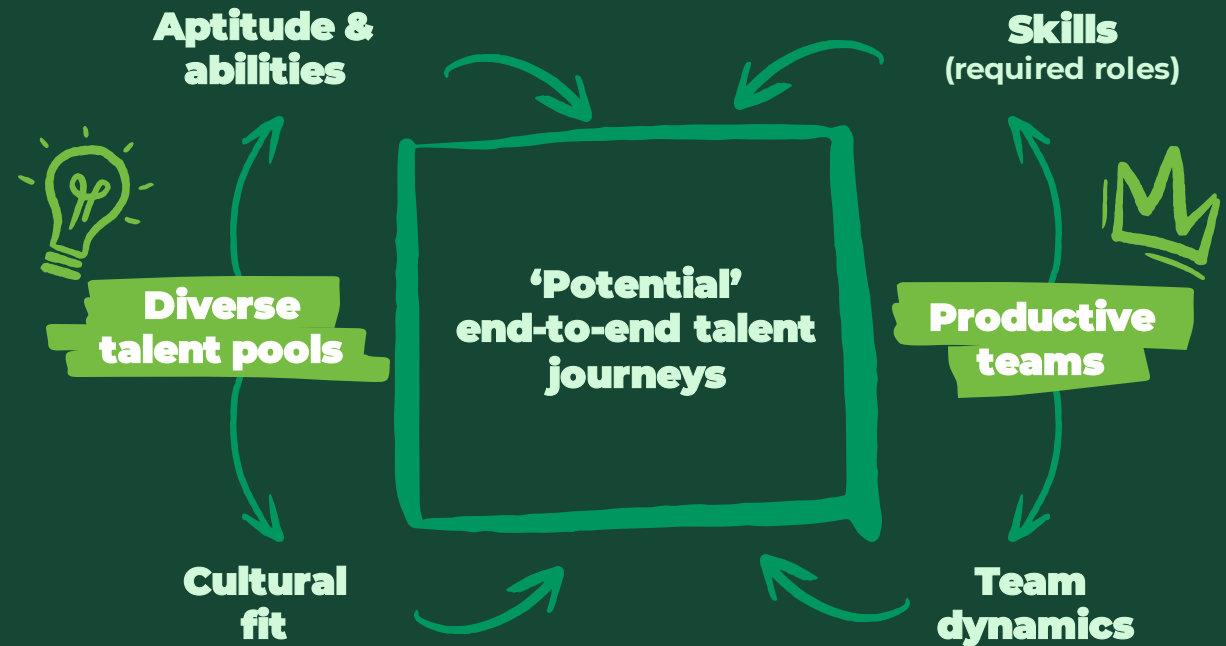 Aptitude &
abilities
Skills
(required roles)
Diverse
talent pools
‘Potential’
end-to-end talent
journeys
Productive
teams
Cultural
fit
Team
dynamics